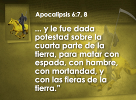 Apocalipsis 6:7, 8
... y le fue dada
potestad sobre la
cuarta parte de la
tierra, para matar con
espada, con hambre,
con mortandad, y
con las fieras de la
tierra."